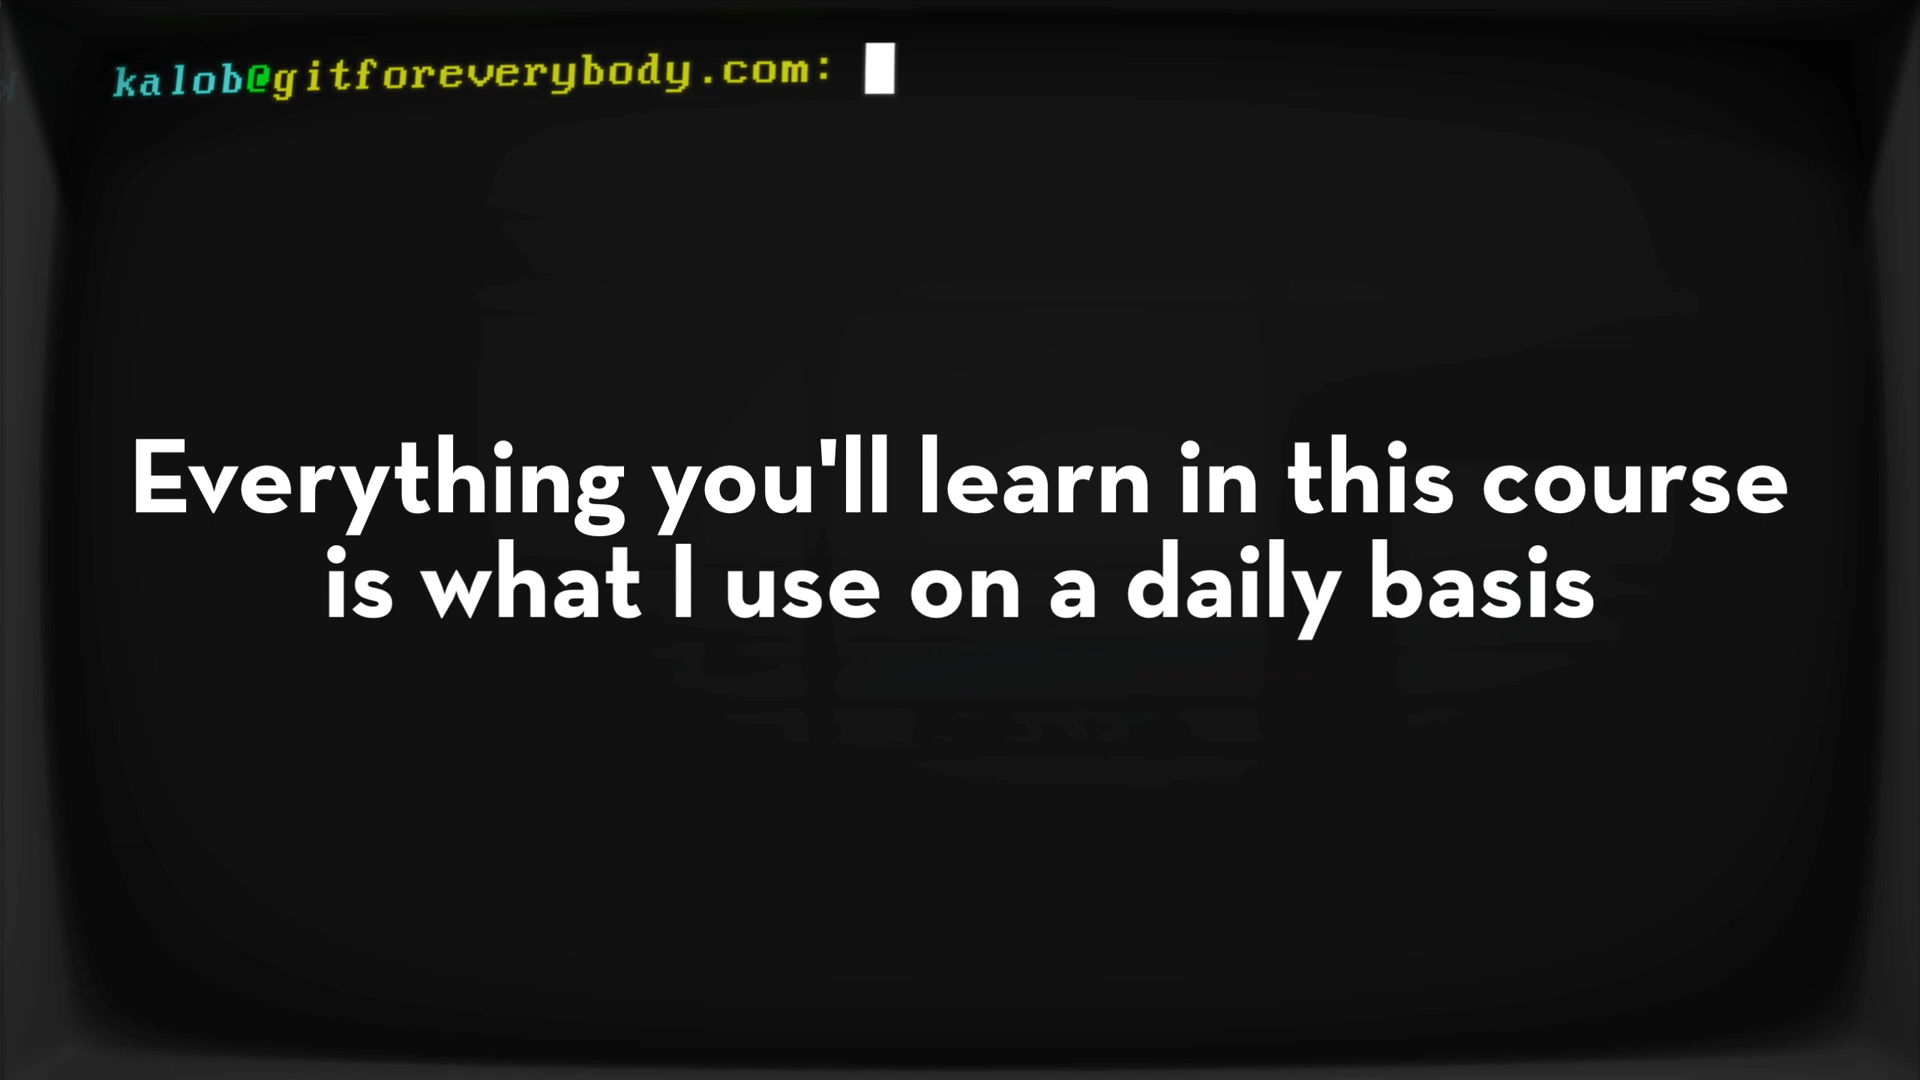 kalob@gitforeverybody.com:
Everything you'll learn in this course
is what I use on a daily basis